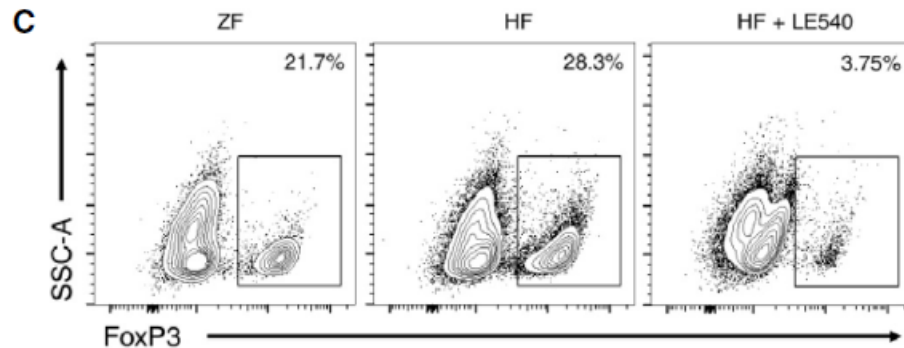 C
ZF HF HF + LE540
21.7% 28.3% 3.75%
SSC-A
FoxP3